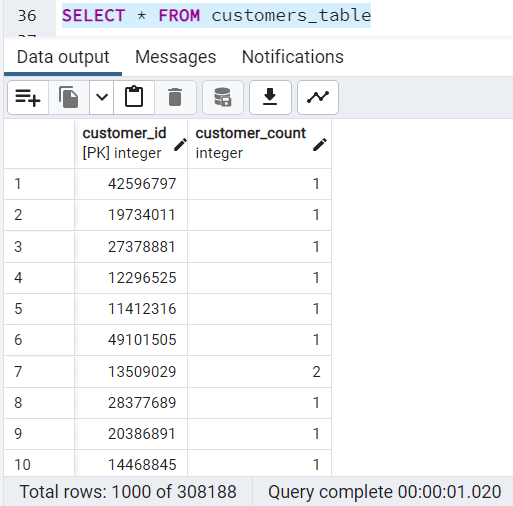 36 SELECT * FROM customers_table
Data output Messages Notifications
customer_id customer_count
[PK] integer integer
1 42596797 1
2 19734011 1
3 27378881 1
4 12296525 1
5 11412316 1
6 49101505 1
7 13509029 2
8 28377689 1
9 20386891 1
10 14468845 1
Total rows: 1000 of 308188 Query complete 00:00:01.020